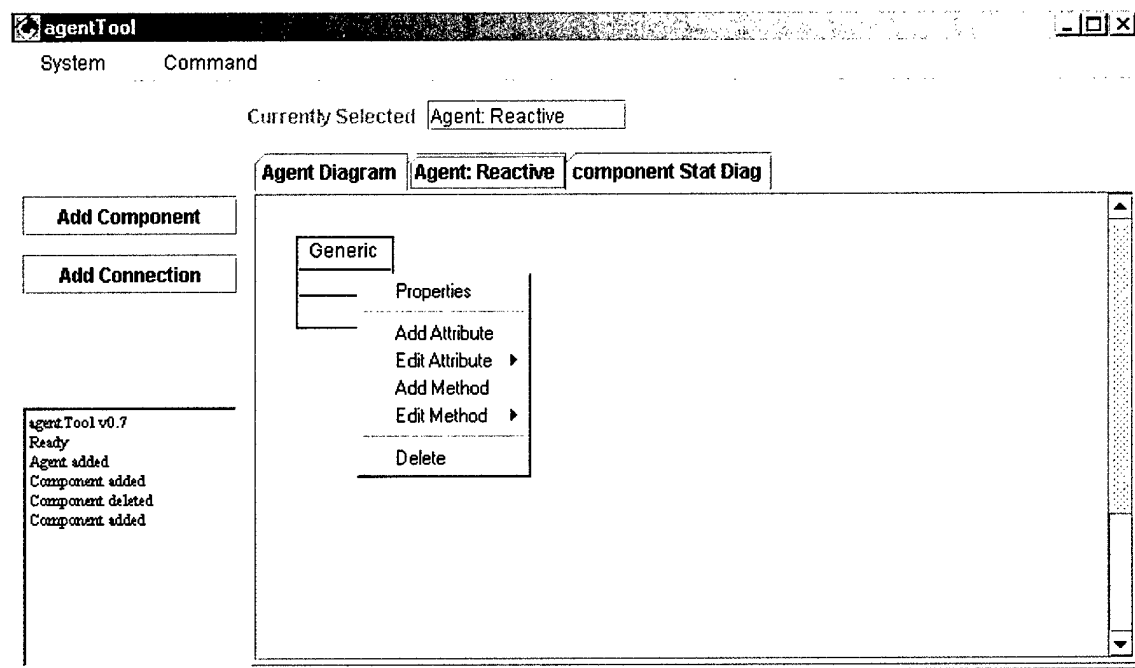 agentTool
System Command
Currently Selected Agent: Reactive
Agent Diagram Agent: Reactive component Stat Diag
Add Component
Add Connection
Generic
Properties
Add Attribute
Edit Attribute
Add Method
Edit Method
Delete
agentTool v0.7
Ready
Agent added
Component added
Component deleted
Component added